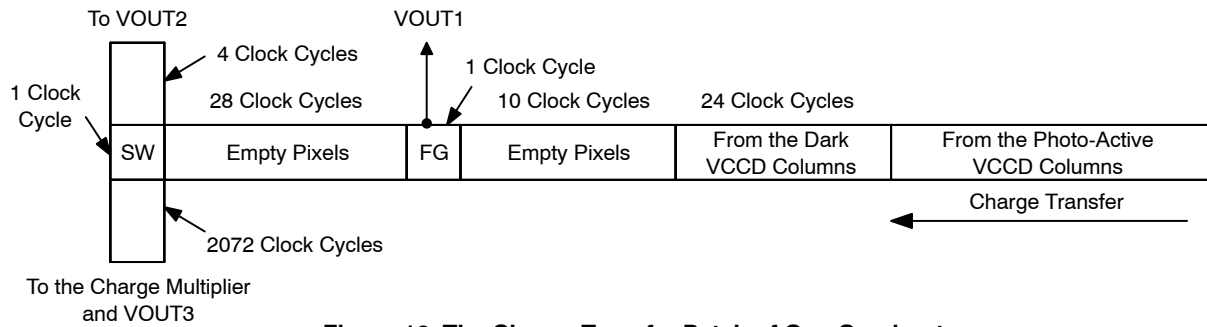 To VOUT2
VOUT1
4 Clock Cycles
1 Clock Cycle
1 Clock
Cycle
28 Clock Cycles
10 Clock Cycles
24 Clock Cycles
SW
Empty Pixels
FG
Empty Pixels
From the Dark
VCCD Columns
From the Photo-Active
VCCD Columns
Charge Transfer
2072 Clock Cycles
To the Charge Multiplier
and VOUT3